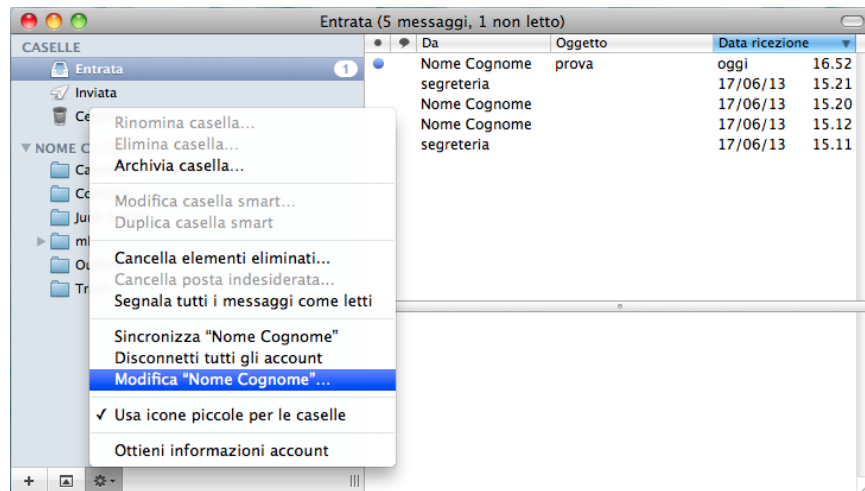 Entrata (5 messaggi, 1 non letto)
CASELLE
Da Oggetto Data ricezione
Entrata 1
Inviata
Nome Cognome prova oggi 16.52
segreteria 17/06/13 15.21
Nome Cognome 17/06/13 15.20
Nome Cognome 17/06/13 15.12
segreteria 17/06/13 15.11
NOME
Rinomina casella...
Elimina casella...
Archivia casella...
Modifica casella smart...
Duplica casella smart
Cancella elementi eliminati...
Cancella posta indesiderata...
Segnala tutti i messaggi come letti
Sincronizza “Nome Cognome”
Disconnetti tutti gli account
Modifica “Nome Cognome”...
✓ Usa icone piccole per le caselle
Ottieni informazioni account